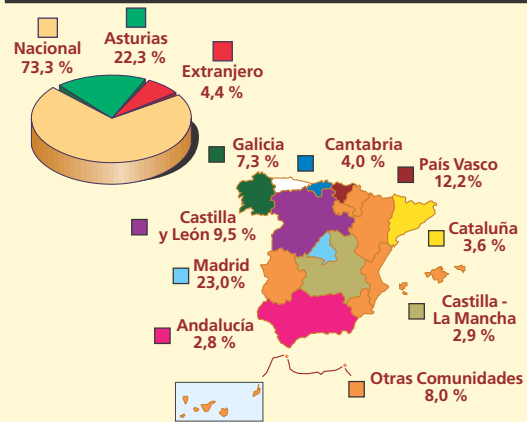 Nacional
73,3 %
Asturias
22,3 %
Extranjero
4,4 %
Galicia
7,3 %
Cantabria
4,0 %
País Vasco
12,2%
Castilla
y León 9,5 %
Cataluña
3,6 %
Madrid
23,0%
Castilla -
La Mancha
2,9 %
Andalucía
2,8 %
Otras Comunidades
8,0 %